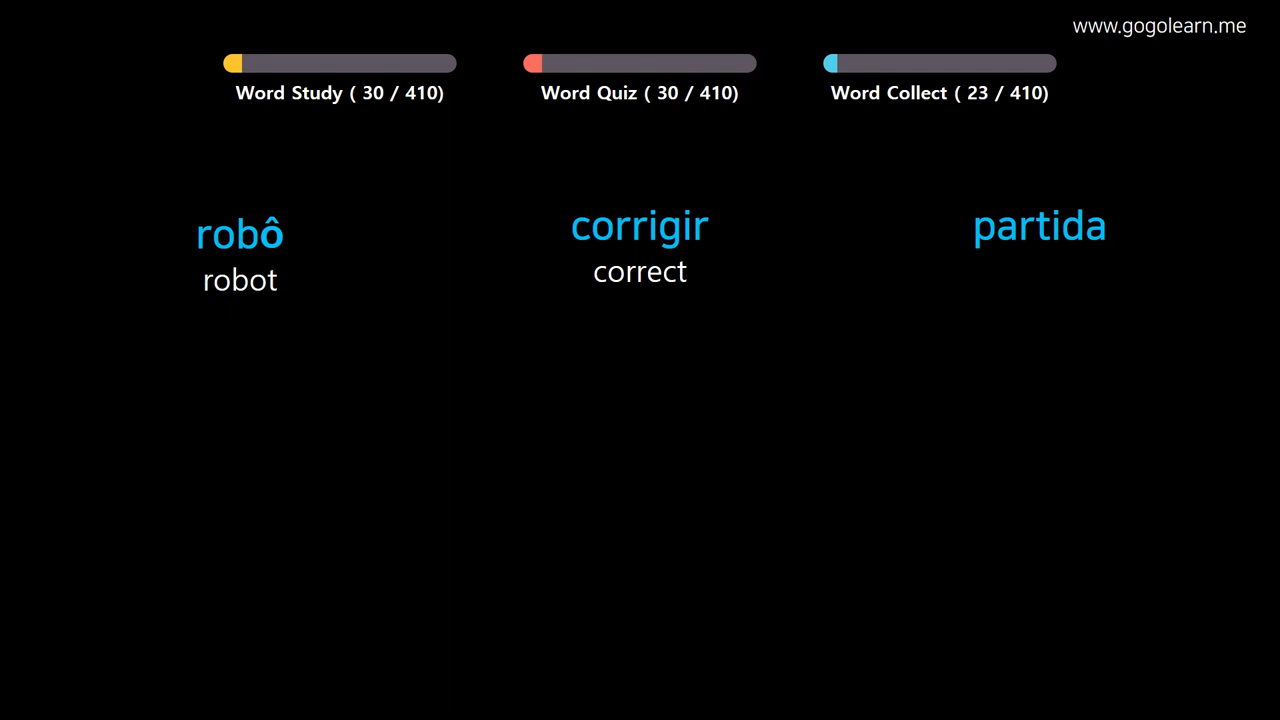 www.gogolearn.me
Word Study ( 30 / 410)
Word Quiz ( 30 / 410)
Word Collect ( 23 / 410)
robô
robot
corrigir
correct
partida